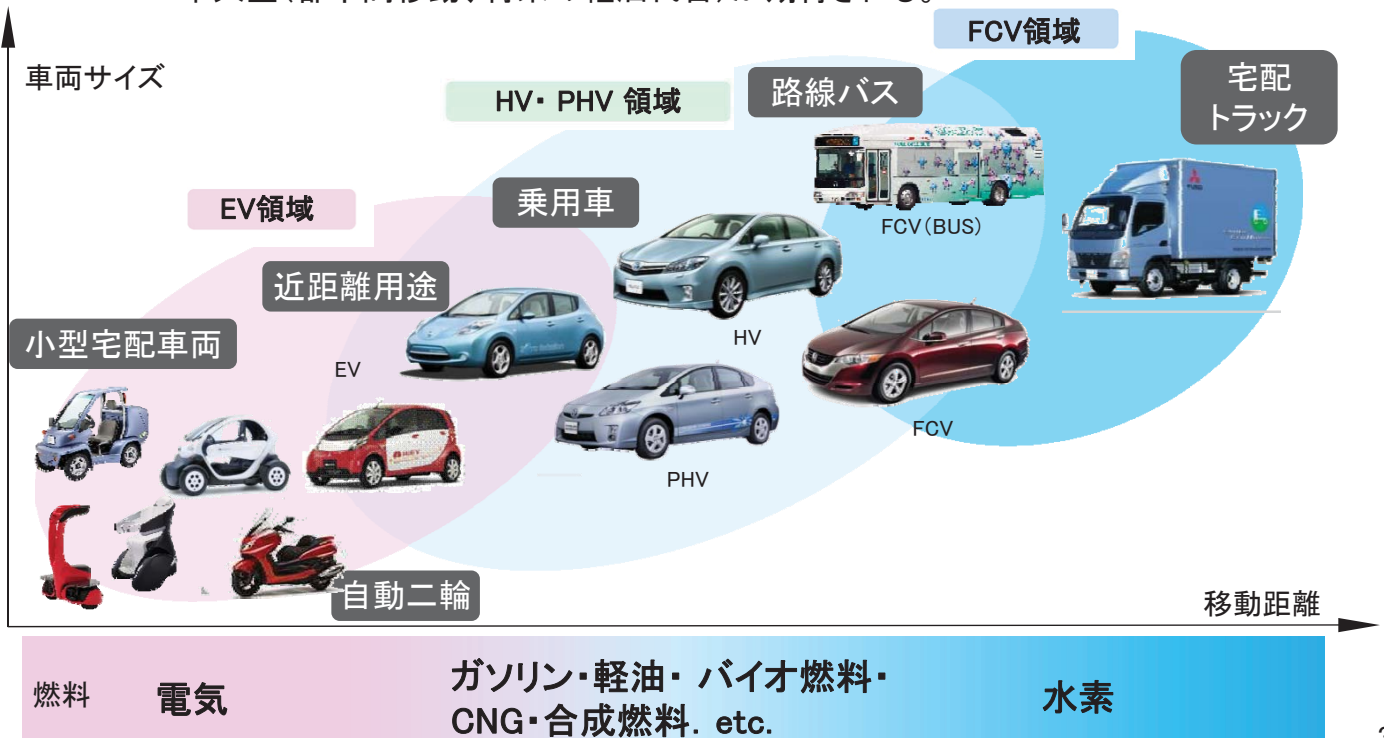 FCV領域
車両サイズ
宅配
トラック
路線バス
HV・PHV 領域
乗用車
EV領域
FCV(BUS)
近距離用途
小型宅配車両
HV
EV
FCV
PHV
自動二輪
移動距離
燃料
電気
ガソリン・軽油・ バイオ燃料・
CNG・合成燃料. etc.
水素